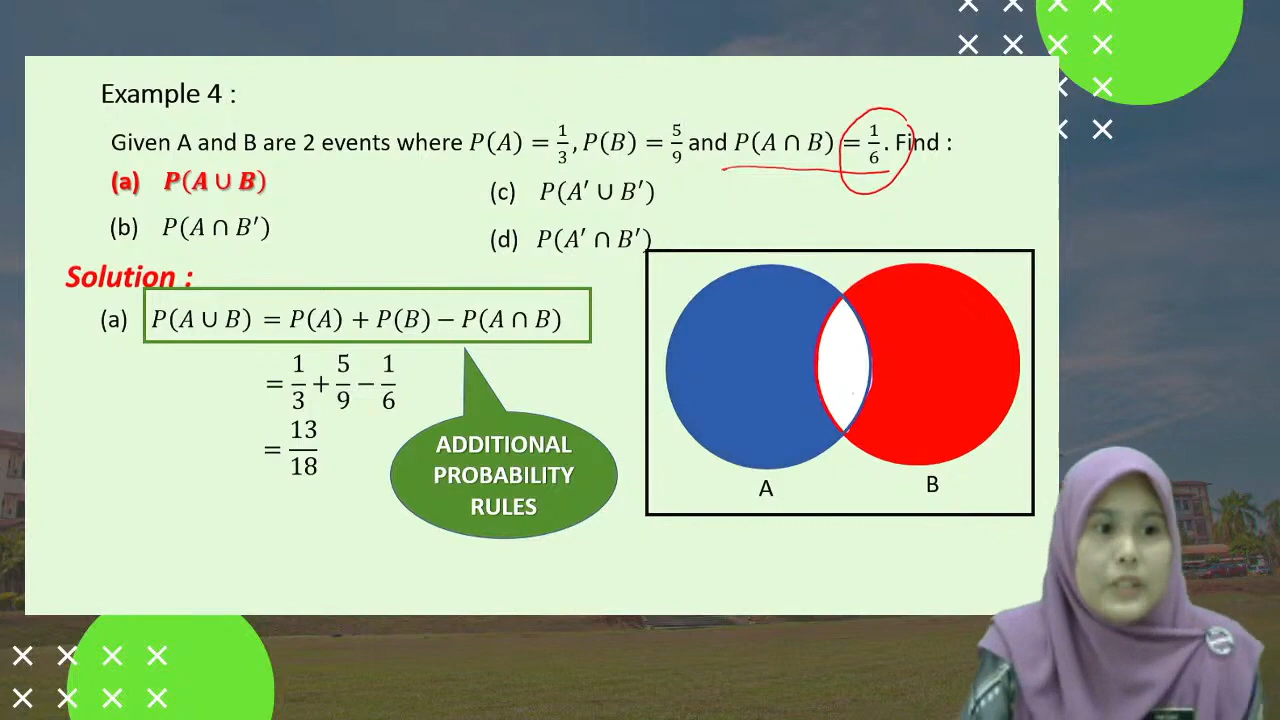 Example 4 :
Given A and B are 2 events where P(A) = 1/3, P(B) = 5/9 and P(A ∩ B) = 1/6. Find :
(a) P(A ∪ B)
(b) P(A ∩ B′)
(c) P(A′ ∪ B′)
(d) P(A′ ∩ B′)
Solution :
(a) P(A ∪ B) = P(A) + P(B) − P(A ∩ B)
= 1/3 + 5/9 − 1/6
= 13/18
ADDITIONAL
PROBABILITY
RULES
A
B